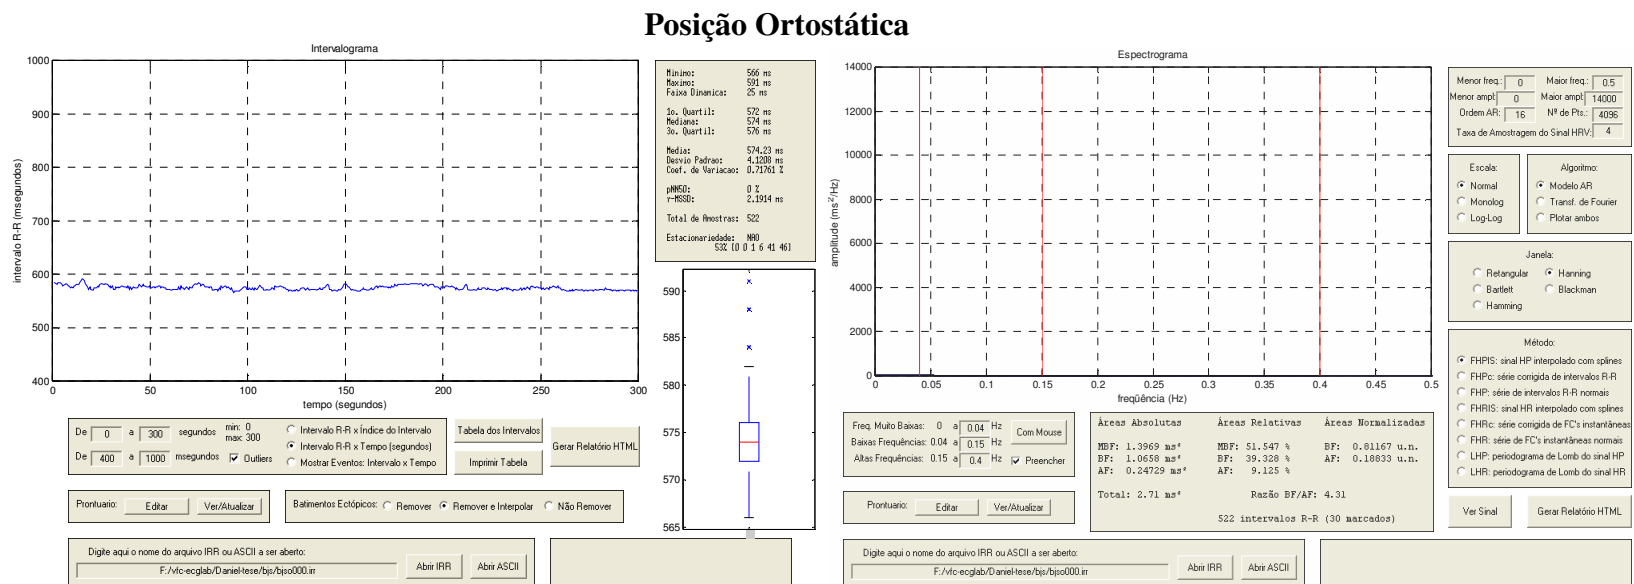 Posição Ortostática
Intervalograma
1000
900
800
700
600
500
400
intervalo R-R (msegundos)
0 50 100 150 200 250 300
tempo (segundos)
Minimo: 566 ms
Maximo: 591 ms
Faixa Dinamica: 25 ms
1o. Quartil: 572 ms
Mediana: 574 ms
3o. Quartil: 576 ms
Media: 574.23 ms
Desvio Padrao: 4.1208 ms
Coef. de Variacao: 0.71761 %
pNN50: 0 %
r-MSSD: 2.1914 ms
Total de Amostras: 522
Estacionariedade: NAO
53% [0 0 1 6 41 46]
590
585
580
575
570
565
De 0 a 300 segundos min: 0 max: 300
De 400 a 1000 msegundos Outliers
Intervalo R-R x Índice do Intervalo
Intervalo R-R x Tempo (segundos)
Mostrar Eventos: Intervalo x Tempo
Tabela dos Intervalos
Imprimir Tabela
Gerar Relatório HTML
Prontuario: Editar Ver/Atualizar
Batimentos Ectópicos: Remover Remover e Interpolar Não Remover
Digite aqui o nome do arquivo IRR ou ASCII a ser aberto:
F:/vfc-ecglab/Daniel-tese/bjs/bjso000.irr
Abrir IRR Abrir ASCII
Espectrograma
14000
12000
10000
8000
6000
4000
2000
0
amplitude (ms²/Hz)
0 0.05 0.1 0.15 0.2 0.25 0.3 0.35 0.4 0.45 0.5
freqüência (Hz)
Menor freq.: 0 Maior freq.: 0.5
Menor ampl: 0 Maior ampl: 14000
Ordem AR: 16 Nº de Pts.: 4096
Taxa de Amostragem do Sinal HRV: 4
Escala:
Normal
Monolog
Log-Log
Algoritmo:
Modelo AR
Transf. de Fourier
Plotar ambos
Janela:
Retangular Hanning
Bartlett Blackman
Hamming
Método:
FHPIS: sinal HP interpolado com splines
FHPc: série corrigida de intervalos R-R
FHP: série de intervalos R-R normais
FHRIS: sinal HR interpolado com splines
FHRc: série corrigida de FC's instantâneas
FHR: série de FC's instantâneas normais
LHP: periodograma de Lomb do sinal HP
LHR: periodograma de Lomb do sinal HR
Freq. Muito Baixas: 0 a 0.04 Hz
Baixas Frequências: 0.04 a 0.15 Hz
Altas Frequências: 0.15 a 0.4 Hz
Com Mouse
Preencher
Áreas Absolutas Áreas Relativas Áreas Normalizadas
MBF: 1.3969 ms² MBF: 51.547 % BF: 0.81167 u.n.
BF: 1.0658 ms² BF: 39.328 % AF: 0.18833 u.n.
AF: 0.24729 ms² AF: 9.125 %
Total: 2.71 ms² Razão BF/AF: 4.31
522 intervalos R-R (30 marcados)
Prontuario: Editar Ver/Atualizar
Ver Sinal Gerar Relatório HTML
Digite aqui o nome do arquivo IRR ou ASCII a ser aberto:
F:/vfc-ecglab/Daniel-tese/bjs/bjso000.irr
Abrir IRR Abrir ASCII